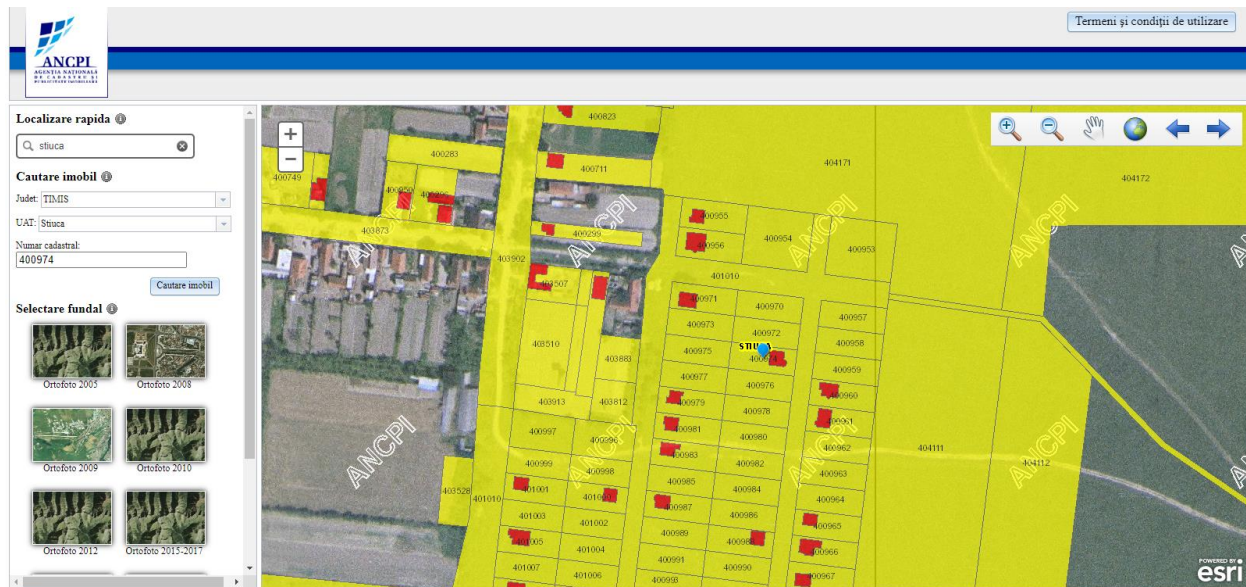 Termeni și condiții de utilizare
ANCPI
AGENȚIA NAȚIONALĂ
DE CADASTRU ȘI
PUBLICITATE IMOBILIARĂ
Localizare rapida
stiuca
Cautare imobil
Judet: TIMIS
UAT: Stiuca
Numar cadastral:
400974
Cautare imobil
Selectare fundal
Ortofoto 2005
Ortofoto 2008
Ortofoto 2009
Ortofoto 2010
Ortofoto 2012
Ortofoto 2015-2017
+
−
400823
400283
400711
404171
404172
400749
403873
400299
403902
400955
400956
400954
400953
401010
403507
400971
400970
400957
400973
400972
400958
STIUCA
403510
403883
400975
400974
400959
400977
400976
400960
403913
403812
400979
400978
400961
400997
400996
400981
400980
400962
404111
404112
400999
400998
400983
400982
400963
403528
401010
401001
401000
400985
400984
400964
401003
401002
400987
400986
400965
401005
401004
400989
400966
401007
401006
400991
400990
400967
400993
ANCPI
ANCPI
ANCPI
ANCPI
ANCPI
ANCPI
ANCPI
ANCPI
POWERED BY
esri